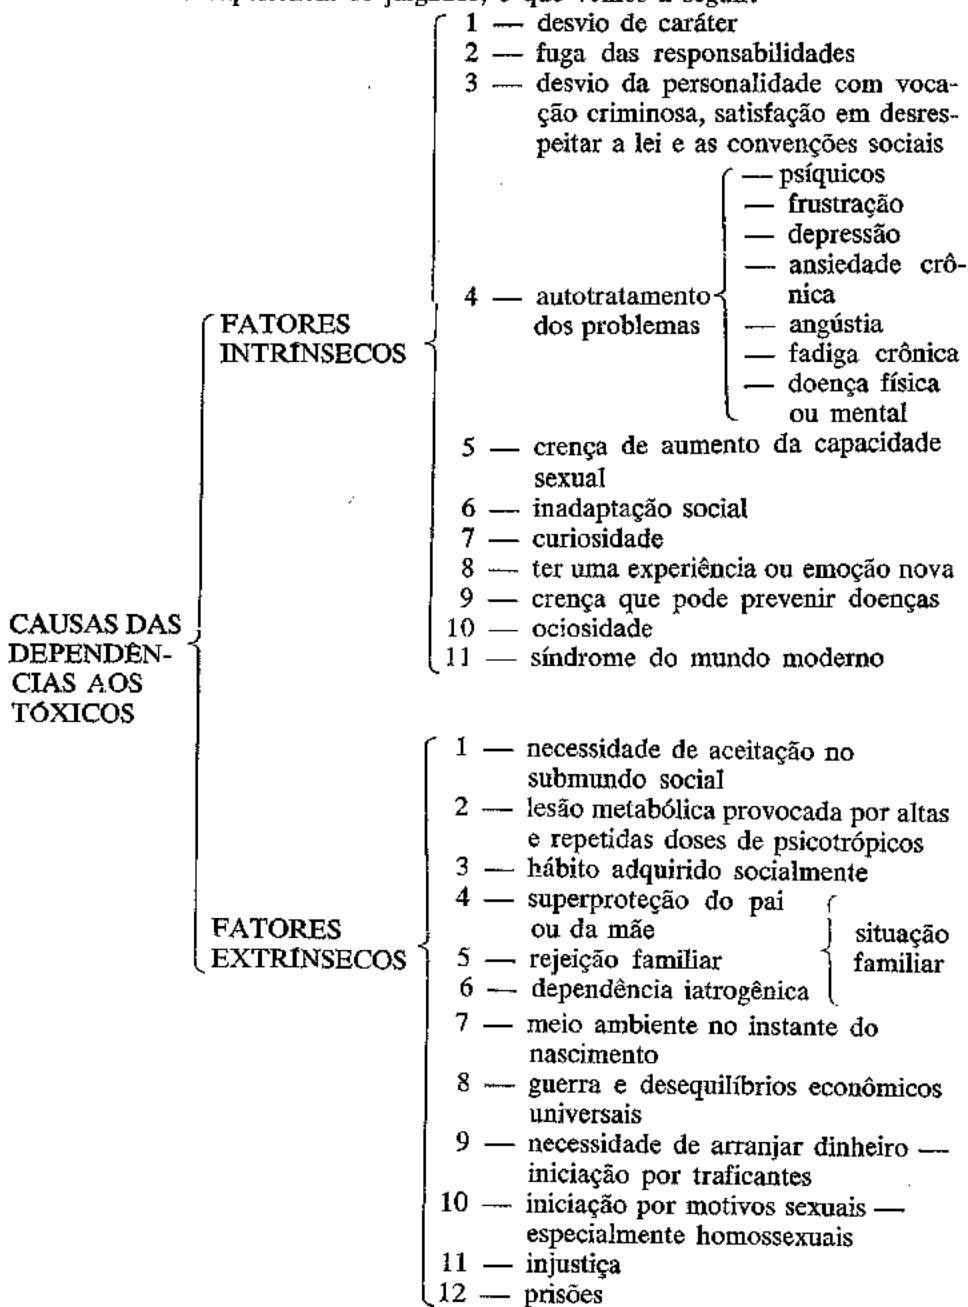 1 — desvio de caráter
2 — fuga das responsabilidades
3 — desvio da personalidade com voca-
ção criminosa, satisfação em desres-
peitar a lei e as convenções sociais
4 — autotratamento
dos problemas
— psíquicos
— frustração
— depressão
— ansiedade crô-
nica
— angústia
— fadiga crônica
— doença física
ou mental
FATORES
INTRÍNSECOS
5 — crença de aumento da capacidade
sexual
6 — inadaptação social
7 — curiosidade
8 — ter uma experiência ou emoção nova
9 — crença que pode prevenir doenças
10 — ociosidade
11 — síndrome do mundo moderno
CAUSAS DAS
DEPENDÊN-
CIAS AOS
TÓXICOS
1 — necessidade de aceitação no
submundo social
2 — lesão metabólica provocada por altas
e repetidas doses de psicotrópicos
3 — hábito adquirido socialmente
4 — superproteção do pai
ou da mãe
5 — rejeição familiar
6 — dependência iatrogênica
situação
familiar
FATORES
EXTRÍNSECOS
7 — meio ambiente no instante do
nascimento
8 — guerra e desequilíbrios econômicos
universais
9 — necessidade de arranjar dinheiro —
iniciação por traficantes
10 — iniciação por motivos sexuais —
especialmente homossexuais
11 — injustiça
12 — prisões